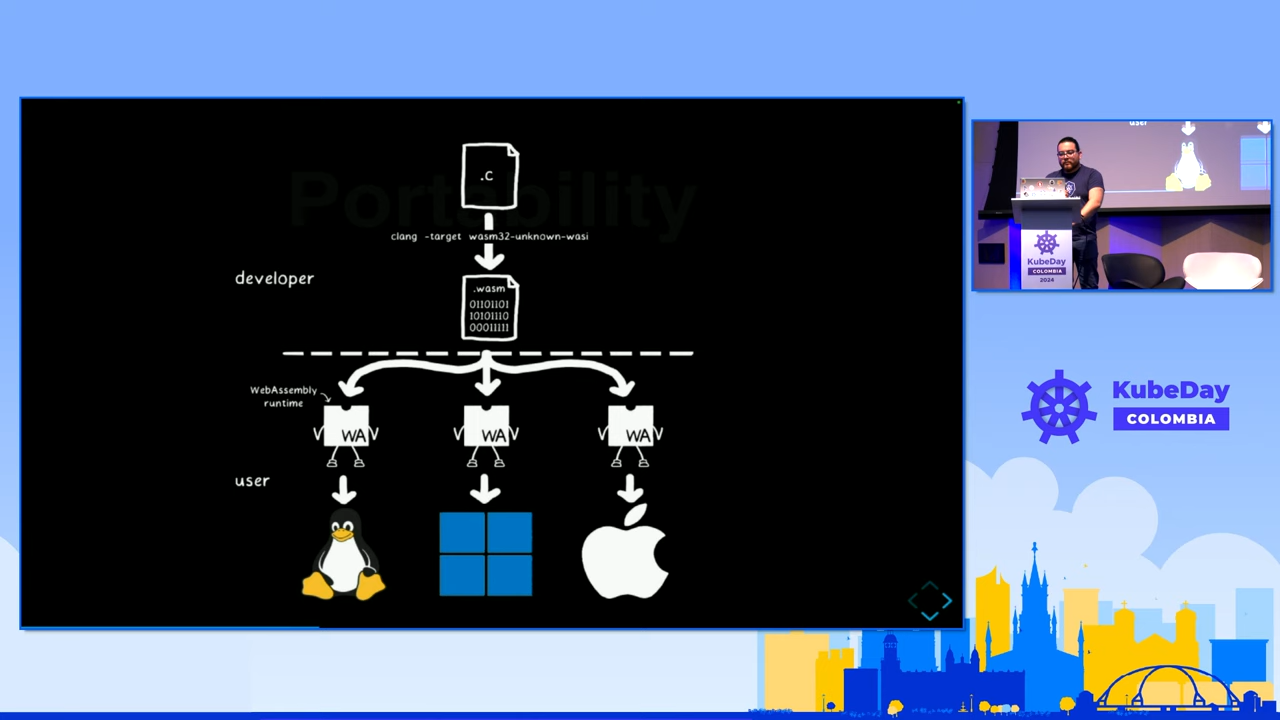 Portability
.c
clang -target wasm32-unknown-wasi
developer
.wasm
01101101
10101110
00011111
WebAssembly
runtime
WA
WA
WA
user
user
KubeDay
COLOMBIA
2024
KubeDay
COLOMBIA